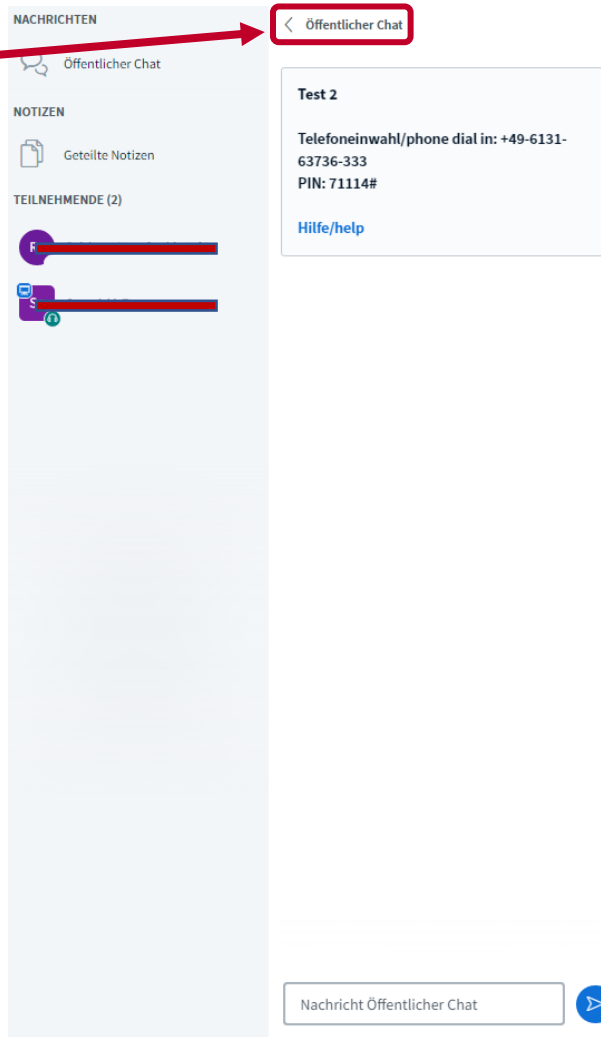 NACHRICHTEN
Öffentlicher Chat
NOTIZEN
Geteilte Notizen
TEILNEHMENDE (2)
R
S
Öffentlicher Chat
Test 2
Telefoneinwahl/phone dial in: +49-6131-
63736-333
PIN: 71114#
Hilfe/help
Nachricht Öffentlicher Chat